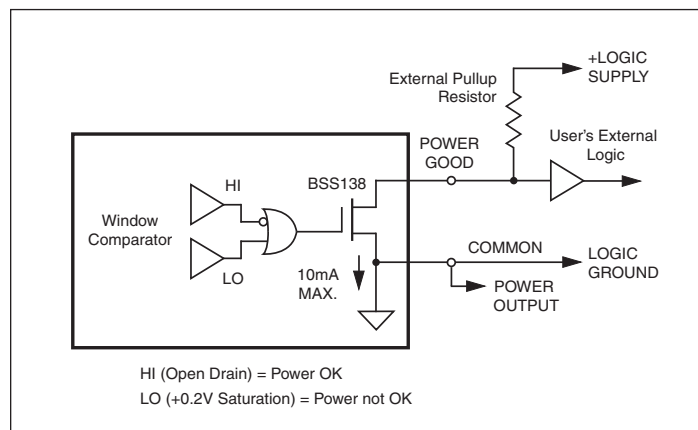 +LOGIC
SUPPLY
External Pullup
Resistor
User's External
Logic
POWER
GOOD
HI
BSS138
Window
Comparator
LO
10mA
MAX.
COMMON
LOGIC
GROUND
POWER
OUTPUT
HI (Open Drain) = Power OK
LO (+0.2V Saturation) = Power not OK